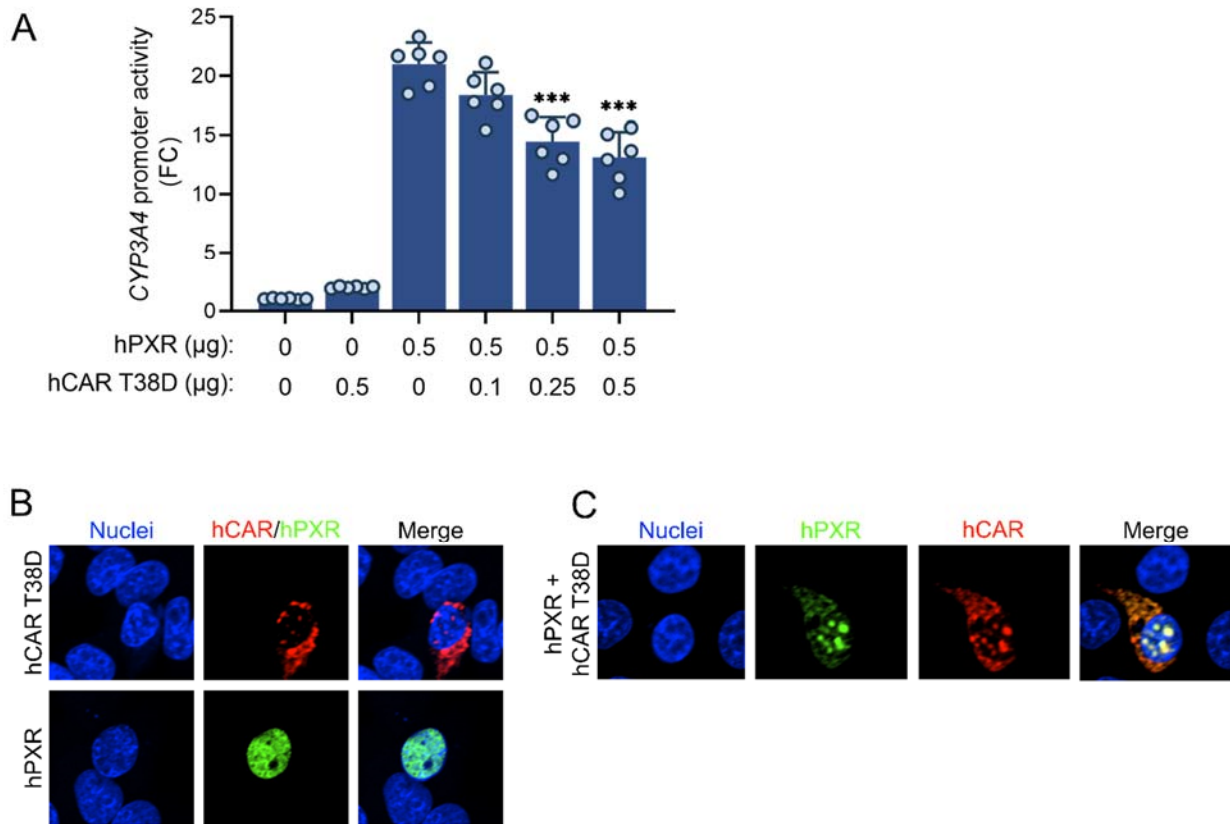 A
CYP3A4 promoter activity
(FC)
25
20
15
10
5
0
***
***
hPXR (µg): 0 0 0.5 0.5 0.5 0.5
hCAR T38D (µg): 0 0.5 0 0.1 0.25 0.5
B
Nuclei hCAR/hPXR Merge
hCAR T38D
hPXR
C
Nuclei hPXR hCAR Merge
hPXR +
hCAR T38D